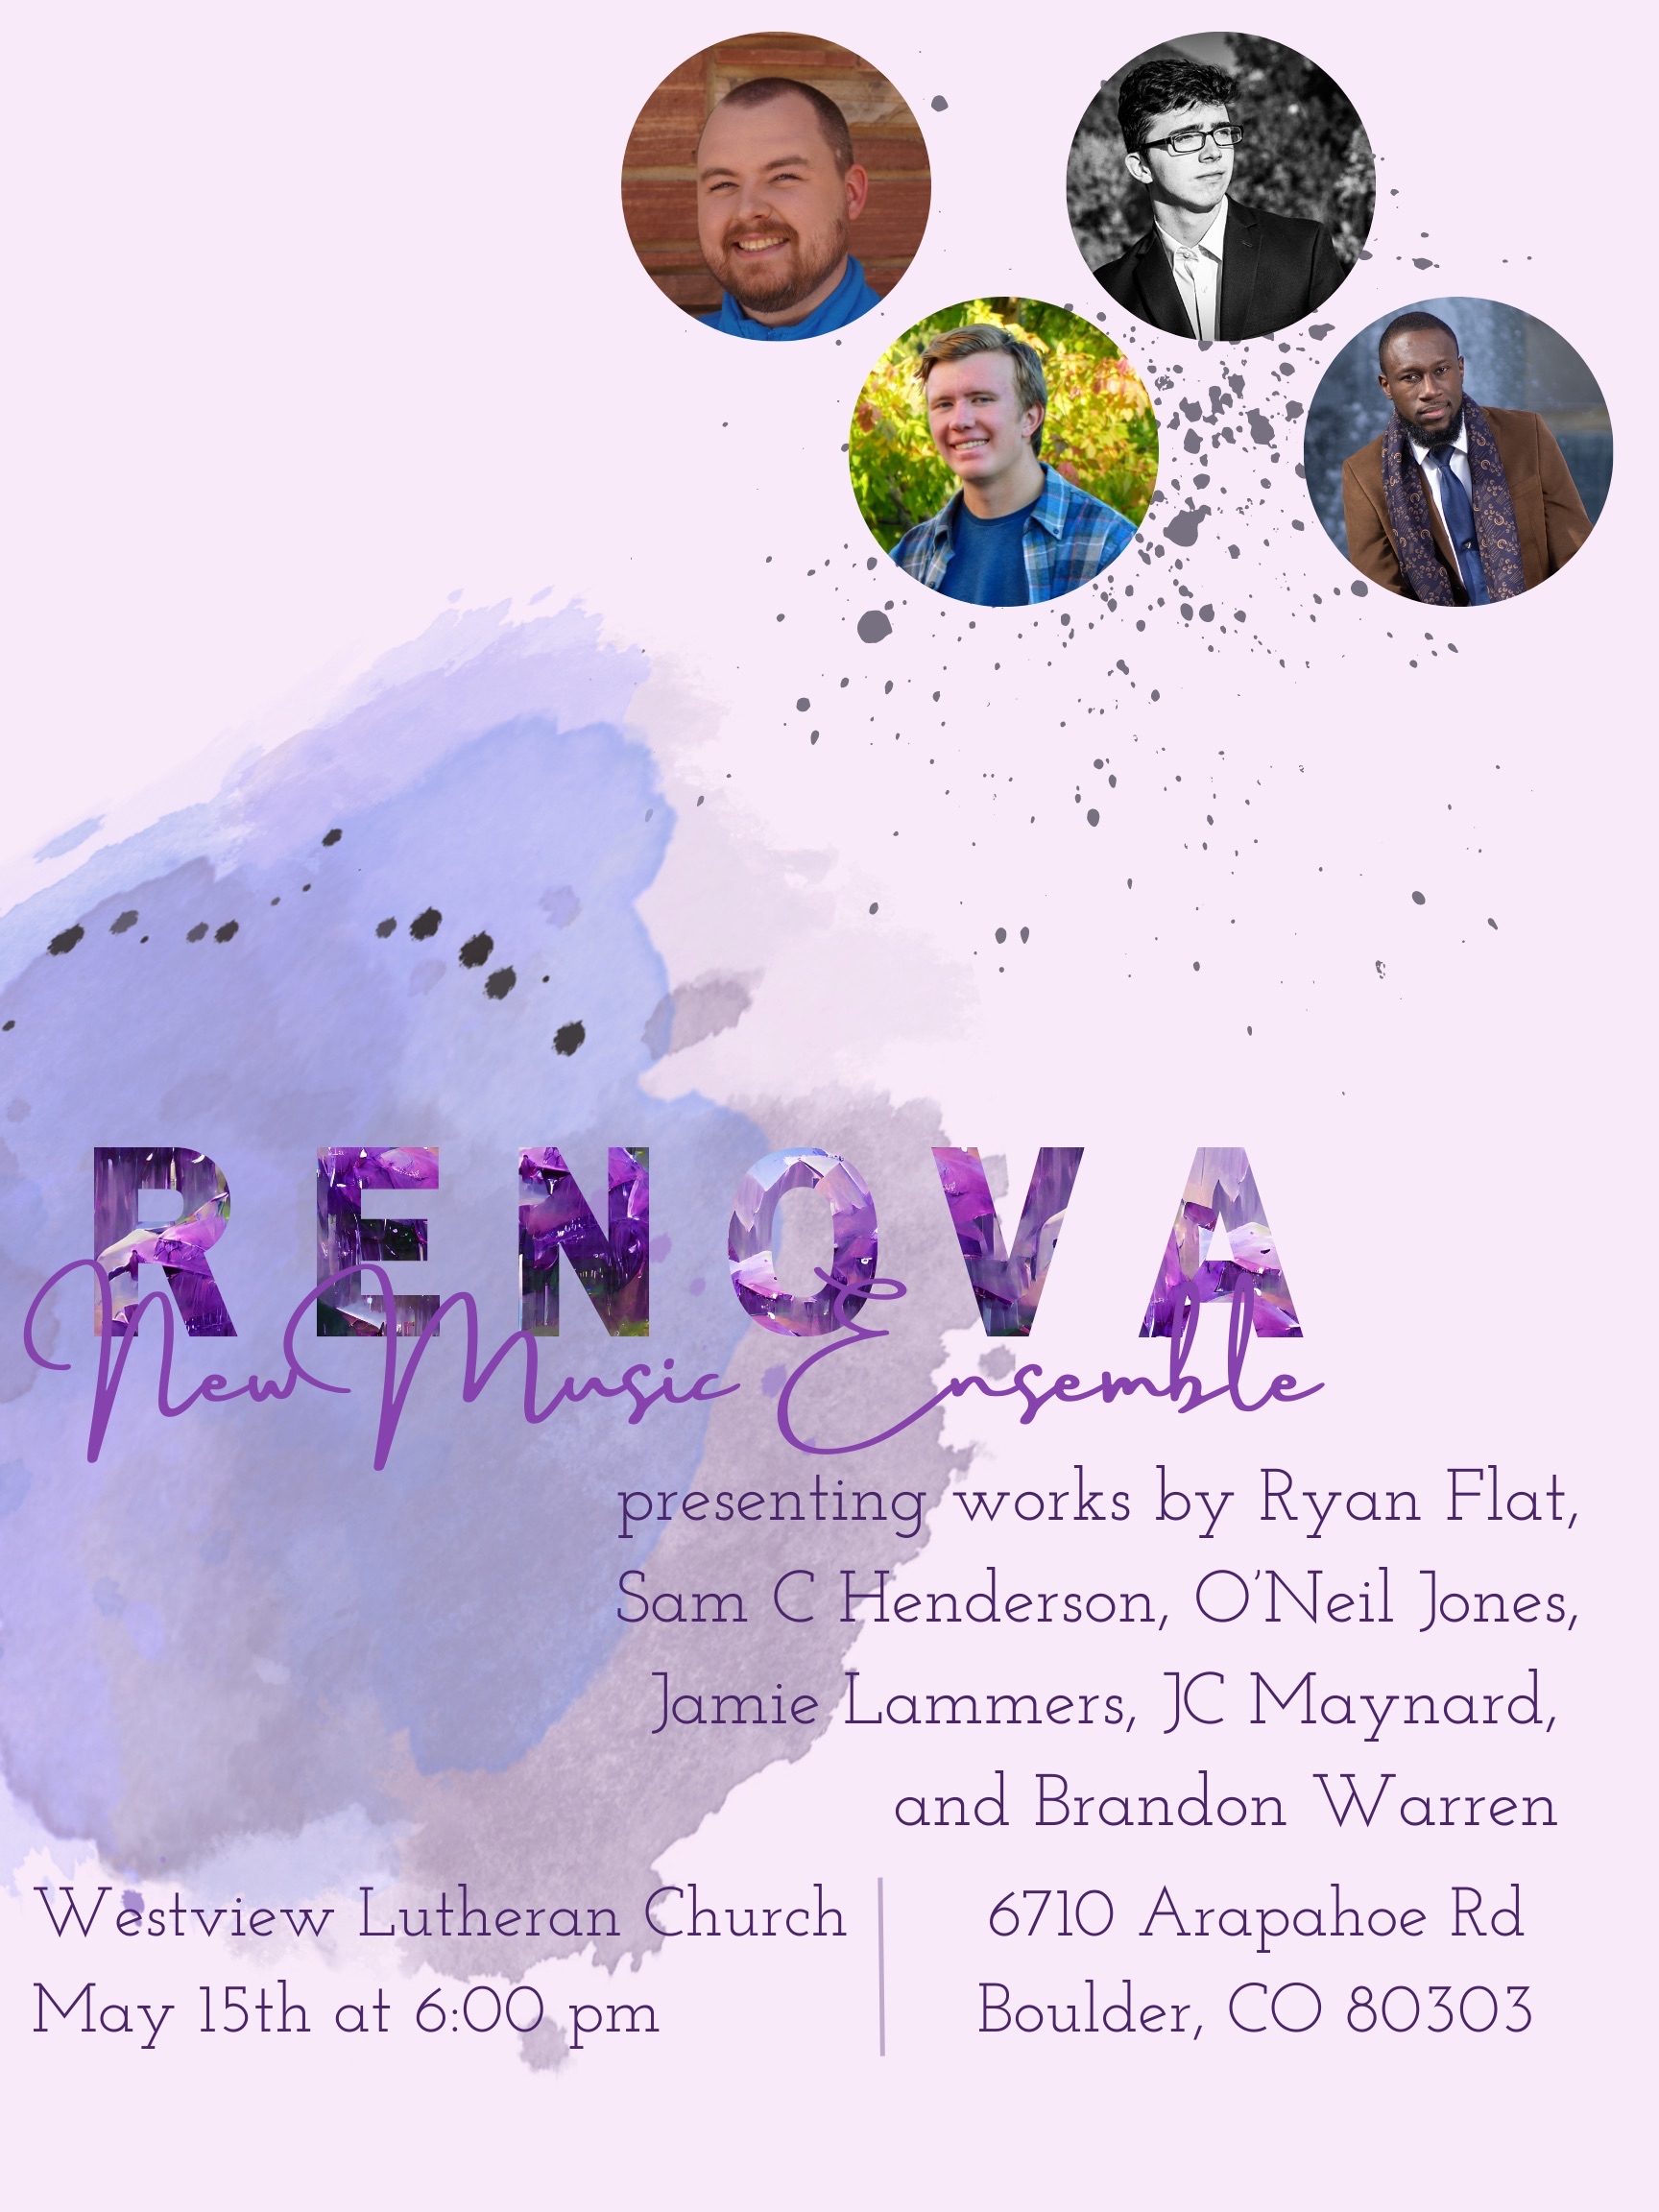 RENOVA
New Music Ensemble
presenting works by Ryan Flat,
Sam C Henderson, O'Neil Jones,
Jamie Lammers, JC Maynard,
and Brandon Warren
Westview Lutheran Church
May 15th at 6:00 pm
6710 Arapahoe Rd
Boulder, CO 80303